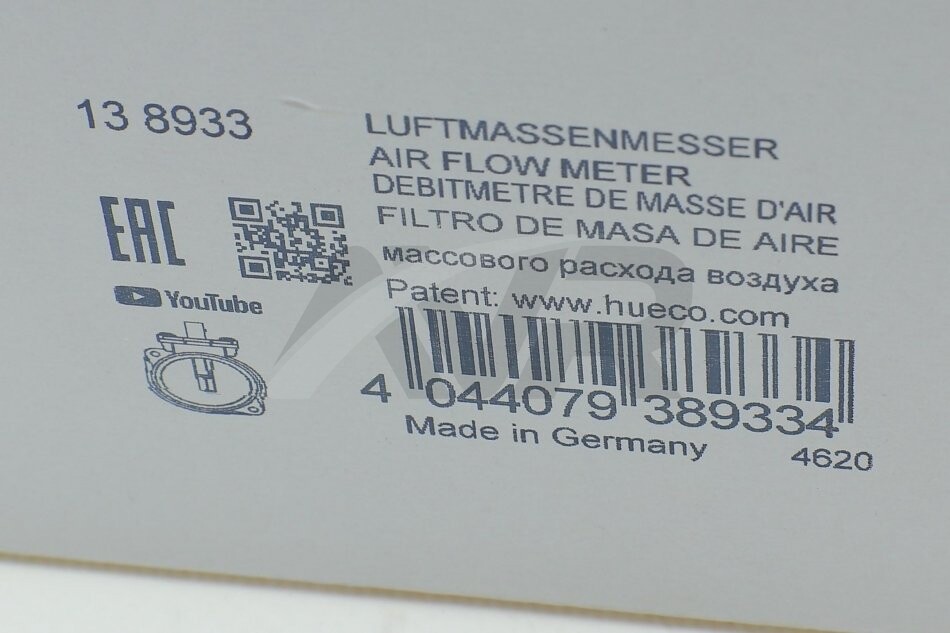 13 8933
LUFTMASSENMESSER
AIR FLOW METER
DEBITMETRE DE MASSE D'AIR
FILTRO DE MASA DE AIRE
массового расхода воздуха
Patent: www.hueco.com
EAC
YouTube
4 044079 389334
Made in Germany
4620